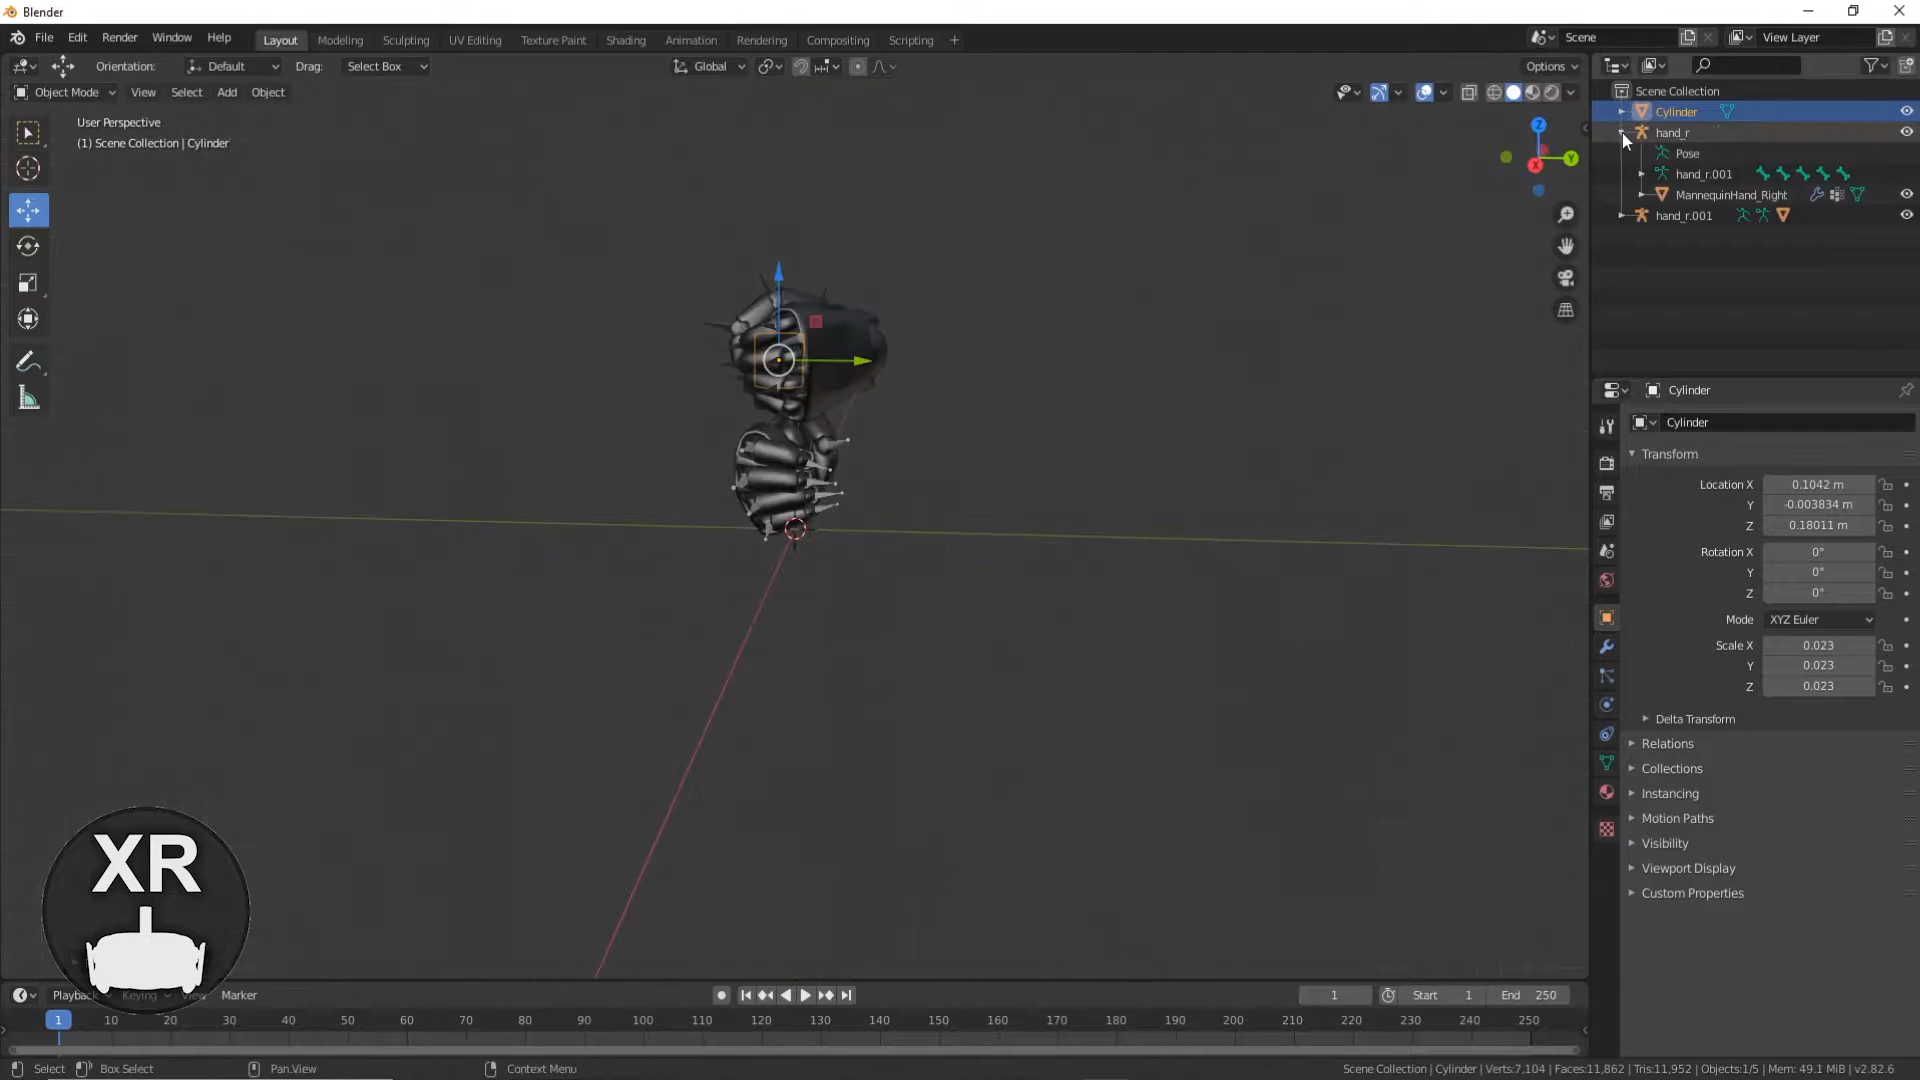 Blender
File Edit Render Window Help
Layout Modeling Sculpting UV Editing Texture Paint Shading Animation Rendering Compositing Scripting +
Scene
View Layer
Orientation: Default Drag: Select Box
Global
Options
Object Mode View Select Add Object
User Perspective
(1) Scene Collection | Cylinder
Z
Y
X
Scene Collection
Cylinder
hand_r
Pose
hand_r.001
MannequinHand_Right
hand_r.001
Cylinder
Cylinder
Transform
Location X 0.1042 m
Y -0.003834 m
Z 0.18011 m
Rotation X 0°
Y 0°
Z 0°
Mode XYZ Euler
Scale X 0.023
Y 0.023
Z 0.023
Delta Transform
Relations
Collections
Instancing
Motion Paths
Visibility
Viewport Display
Custom Properties
XR
Playback Keying View Marker
1
Start 1 End 250
1 10 20 30 40 50 60 70 80 90 100 110 120 130 140 150 160 170 180 190 200 210 220 230 240 250
Select Box Select Pan View Context Menu
Scene Collection | Cylinder | Verts:7,104 | Faces:11,862 | Tris:11,952 | Objects:1/5 | Mem: 49.1 MiB | v2.82.6